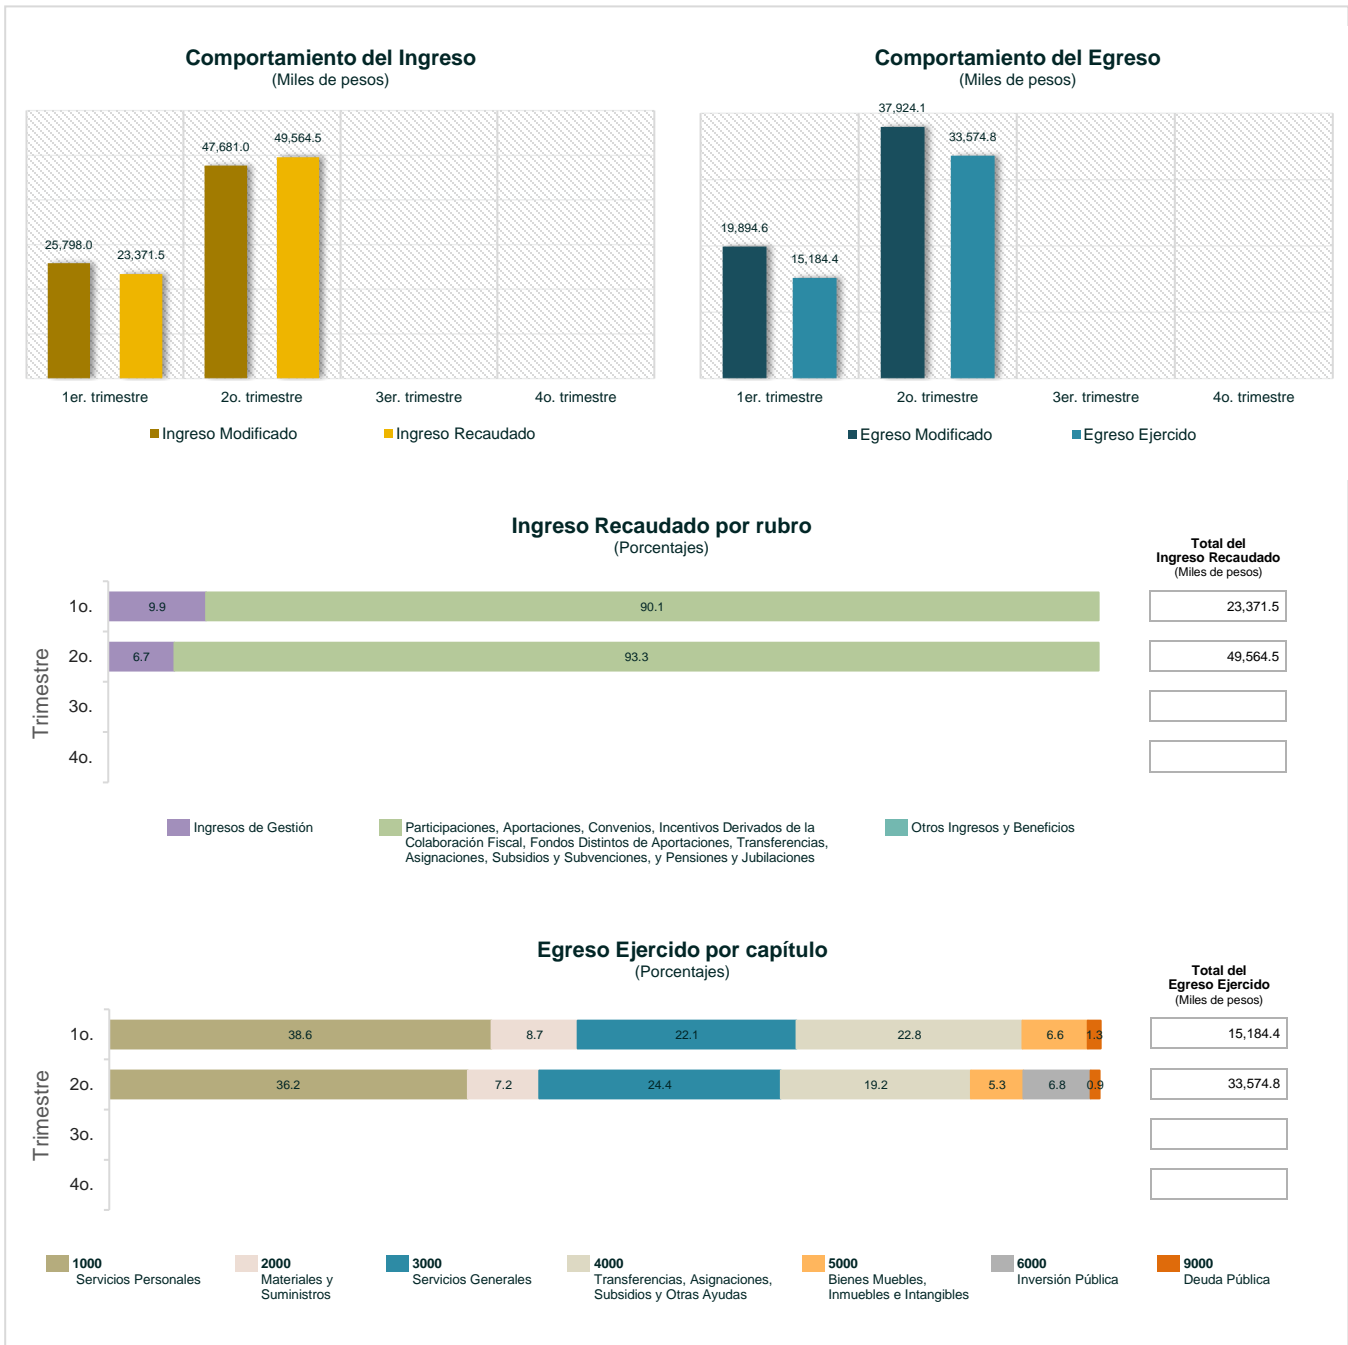 Comportamiento del Ingreso
(Miles de pesos)
25,798.0
23,371.5
47,681.0
49,564.5
1er. trimestre
2o. trimestre
3er. trimestre
4o. trimestre
Ingreso Modificado
Ingreso Recaudado
Comportamiento del Egreso
(Miles de pesos)
19,894.6
15,184.4
37,924.1
33,574.8
1er. trimestre
2o. trimestre
3er. trimestre
4o. trimestre
Egreso Modificado
Egreso Ejercido
Ingreso Recaudado por rubro
(Porcentajes)
Total del
Ingreso Recaudado
(Miles de pesos)
Trimestre
1o.
9.9
90.1
23,371.5
2o.
6.7
93.3
49,564.5
3o.
4o.
Ingresos de Gestión
Participaciones, Aportaciones, Convenios, Incentivos Derivados de la
Colaboración Fiscal, Fondos Distintos de Aportaciones, Transferencias,
Asignaciones, Subsidios y Subvenciones, y Pensiones y Jubilaciones
Otros Ingresos y Beneficios
Egreso Ejercido por capítulo
(Porcentajes)
Total del
Egreso Ejercido
(Miles de pesos)
Trimestre
1o.
38.6
8.7
22.1
22.8
6.6
1.3
15,184.4
2o.
36.2
7.2
24.4
19.2
5.3
6.8
0.9
33,574.8
3o.
4o.
1000
Servicios Personales
2000
Materiales y
Suministros
3000
Servicios Generales
4000
Transferencias, Asignaciones,
Subsidios y Otras Ayudas
5000
Bienes Muebles,
Inmuebles e Intangibles
6000
Inversión Pública
9000
Deuda Pública